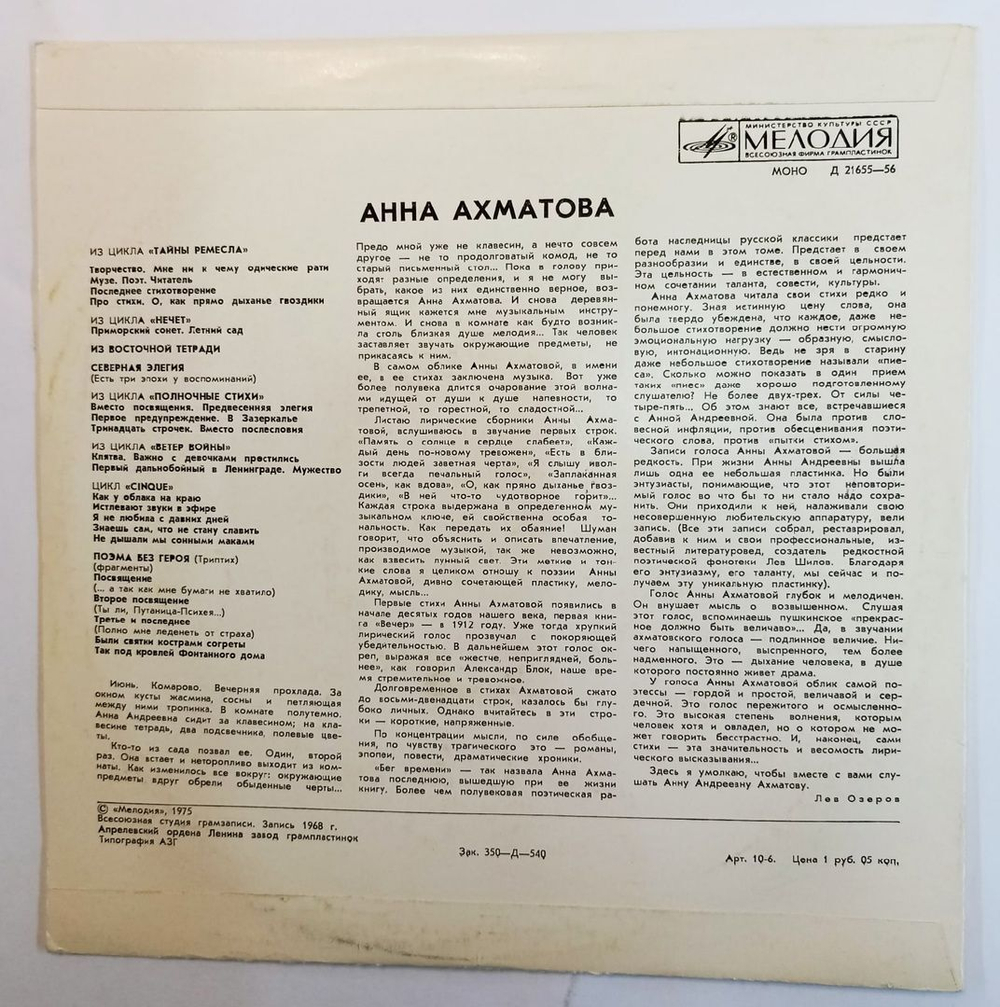 МИНИСТЕРСТВО КУЛЬТУРЫ СССР
МЕЛОДИЯ
ВСЕСОЮЗНАЯ ФИРМА ГРАМПЛАСТИНОК
МОНО Д 21655—56
АННА АХМАТОВА
ИЗ ЦИКЛА «ТАЙНЫ РЕМЕСЛА»
Творчество. Мне ни к чему одические рати
Музе. Поэт. Читатель
Последнее стихотворение
Про стихи. О, как пряно дыханье гвоздики
ИЗ ЦИКЛА «НЕЧЕТ»
Приморский сонет. Летний сад
ИЗ ВОСТОЧНОЙ ТЕТРАДИ
СЕВЕРНАЯ ЭЛЕГИЯ
(Есть три эпохи у воспоминаний)
ИЗ ЦИКЛА «ПОЛНОЧНЫЕ СТИХИ»
Вместо посвящения. Предвесенняя элегия
Первое предупреждение. В Зазеркалье
Тринадцать строчек. Вместо послесловия
ИЗ ЦИКЛА «ВЕТЕР ВОЙНЫ»
Клятва. Важно с девочками простились
Первый дальнобойный в Ленинграде. Мужество
ЦИКЛ «CINQUE»
Как у облака на краю
Истлевают звуки в эфире
Я не любила с давних дней
Знаешь сам, что не стану славить
Не дышали мы сонными маками
ПОЭМА БЕЗ ГЕРОЯ (Триптих)
(фрагменты)
Посвящение
(... а так как мне бумаги не хватило)
Второе посвящение
(Ты ли, Путаница-Психея...)
Третье и последнее
(Полно мне леденеть от страха)
Были святки кострами согреты
Так под кровлей Фонтанного дома
Июнь. Комарово. Вечерняя прохлада. За
окном кусты жасмина, сосны и петляющая
между ними тропинка. В комнате полутемно.
Анна Андреевна сидит за клавесином; на кла-
весине тетрадь, два подсвечника, полевые цве-
ты.
Кто-то из сада позвал ее. Один, второй
раз. Она встает и неторопливо выходит из ком-
наты. Как изменилось все вокруг: окружающие
предметы вдруг обрели обыденные черты...
Предо мной уже не клавесин, а нечто совсем
другое — не то продолговатый комод, не то
старый письменный стол... Пока в голову при-
ходят разные определения, и я не могу вы-
брать, какое из них единственно верное, воз-
вращается Анна Ахматова. И снова деревян-
ный ящик кажется мне музыкальным инстру-
ментом. И снова в комнате как будто возник-
ла столь близкая душе мелодия... Так человек
заставляет звучать окружающие предметы, не
прикасаясь к ним.
В самом облике Анны Ахматовой, в имени
ее, в ее стихах заключена музыка. Вот уже
более полувека длится очарование этой волна-
ми идущей от души к душе напевности, то
трепетной, то горестной, то сладостной...
Листаю лирические сборники Анны Ахма-
товой, вслушиваюсь в звучание первых строк.
«Память о солнце в сердце слабеет», «Каж-
дый день по-новому тревожен», «Есть в бли-
зости людей заветная черта», «Я слышу ивол-
ги всегда печальный голос», «Заплаканная
осень, как вдова», «О, как пряно дыханье гвоз-
дики», «В ней что-то чудотворное горит»...
Каждая строка выдержана в определенном му-
зыкальном ключе, ей свойственна особая то-
нальность. Как передать их обаяние! Шуман
говорит, что объяснить и описать впечатление,
производимое музыкой, так же невозможно,
как взвесить лунный свет. Эти меткие и тон-
кие слова я целиком отношу к поэзии Анны
Ахматовой, дивно сочетающей пластику, мело-
дику, мысль...
Первые стихи Анны Ахматовой появились в
начале десятых годов нашего века, первая кни-
га «Вечер» — в 1912 году. Уже тогда хрупкий
лирический голос прозвучал с покоряющей
убедительностью. В дальнейшем этот голос ок-
реп, выражая все «жестче, неприглядней, боль-
нее», как говорил Александр Блок, наше вре-
мя стремительное и тревожное.
Долговременное в стихах Ахматовой сжато
до восьми-двенадцати строк, казалось бы глу-
боко личных. Однако вчитайтесь в эти стро-
ки — короткие, напряженные.
По концентрации мысли, по силе обобще-
ния, по чувству трагического это — романы,
эпопеи, повести, драматические хроники.
«Бег времени» — так назвала Анна Ахма-
това последнюю, вышедшую при ее жизни
книгу. Более чем полувековая поэтическая ра-
бота наследницы русской классики предстает
перед нами в этом томе. Предстает в своем
разнообразии и единстве, в своей цельности.
Эта цельность — в естественном и гармонич-
ном сочетании таланта, совести, культуры.
Анна Ахматова читала свои стихи редко и
понемногу. Зная истинную цену слова, она
была твердо убеждена, что каждое, даже не-
большое стихотворение должно нести огромную
эмоциональную нагрузку — образную, смысло-
вую, интонационную. Ведь не зря в старину
даже небольшое стихотворение называли «пие-
са». Сколько можно показать в один прием
таких «пиес» даже хорошо подготовленному
слушателю? Не более двух-трех. От силы че-
тыре-пять... Об этом знают все, встречавшиеся
с Анной Андреевной. Она была против сло-
весной инфляции, против обесценивания поэти-
ческого слова, против «пытки стихом».
Записи голоса Анны Ахматовой — большая
редкость. При жизни Анны Андреевны вышла
лишь одна ее небольшая пластинка. Но были
энтузиасты, понимающие, что этот неповтори-
мый голос во что бы то ни стало надо сохра-
нить. Они приходили к ней, налаживали свою
несовершенную любительскую аппаратуру, вели
запись. (Все эти записи собрал, реставрировал,
добавив к ним и свои профессиональные, из-
вестный литературовед, создатель редкостной
поэтической фонотеки Лев Шилов. Благодаря
его энтузиазму, его таланту, мы сейчас и по-
лучаем эту уникальную пластинку).
Голос Анны Ахматовой глубок и мелодичен.
Он внушает мысль о возвышенном. Слушая
этот голос, вспоминаешь пушкинское «прекрас-
ное должно быть величаво»... Да, в звучании
ахматовского голоса — подлинное величие. Ни-
чего напыщенного, выспренного, тем более
надменного. Это — дыхание человека, в душе
которого постоянно живет драма.
У голоса Анны Ахматовой облик самой по-
этессы — гордой и простой, величавой и сер-
дечной. Это голос пережитого и осмысленно-
го. Это высокая степень волнения, которым
человек хотя и овладел, но о котором не мо-
жет говорить бесстрастно. И, наконец, сами
стихи — эта значительность и весомость лири-
ческого высказывания...
Здесь я умолкаю, чтобы вместе с вами слу-
шать Анну Андреевну Ахматову.
Лев Озеров
© «Мелодия», 1975
Всесоюзная студия грамзаписи. Запись 1968 г.
Апрелевский ордена Ленина завод грампластинок
Типография АЗГ
Зак. 350—Д—540
Арт. 10-6. Цена 1 руб. 05 коп.